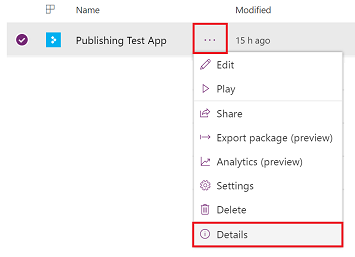 Name Modified
Publishing Test App ... 15 h ago
Edit
Play
Share
Export package (preview)
Analytics (preview)
Settings
Delete
Details